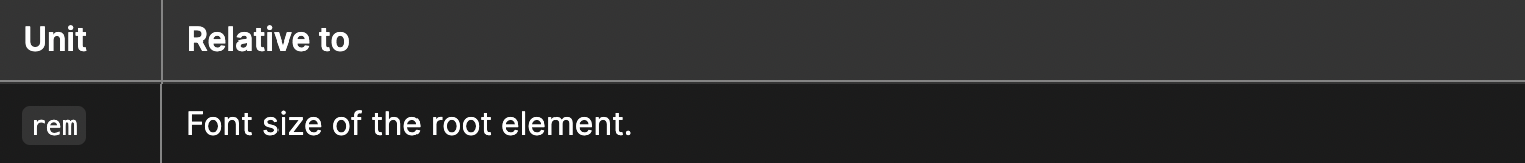 Unit Relative to
rem Font size of the root element.